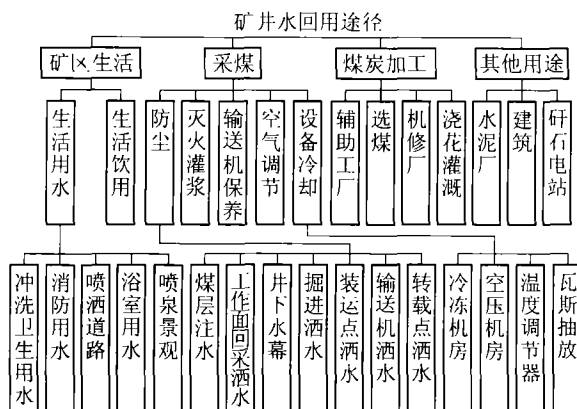 矿井水回用途径
矿区生活
采煤
煤炭加工
其他用途
生活用水
生活饮用
防尘
灭火灌浆
输送机保养
空气调节
设备冷却
辅助工厂
选煤
机修厂
浇花灌溉
水泥厂
建筑
矸石电站
冲洗卫生用水
消防用水
喷洒道路
浴室用水
喷泉景观
煤层注水
工作面回采洒水
井下水幕
掘进洒水
装运点洒水
输送机洒水
转载点洒水
冷冻机房
空压机房
温度调节器
瓦斯抽放